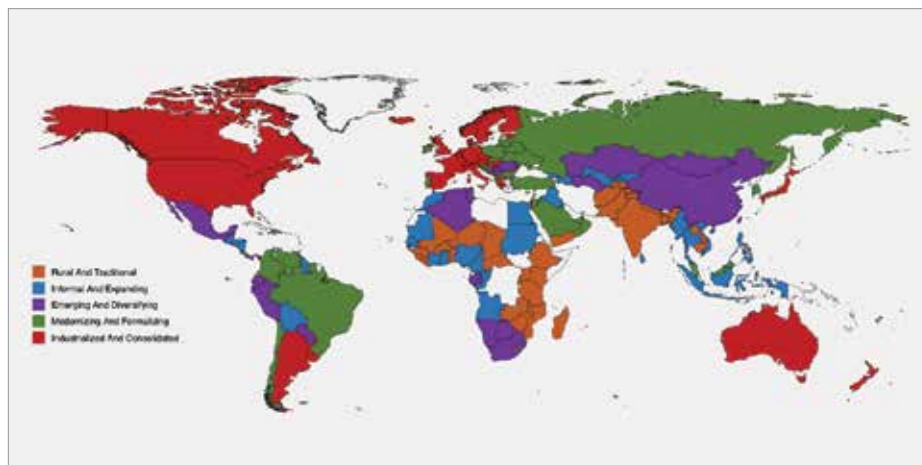 Rural And Traditional
Informal And Expanding
Emerging And Diversifying
Modernizing And Formalizing
Industrialized And Consolidated